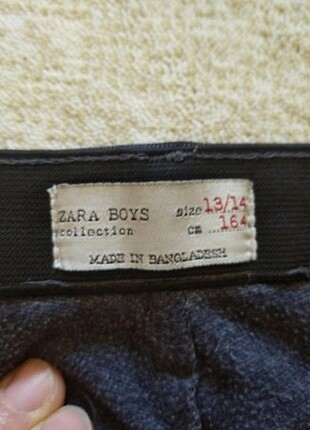 ZARA BOYS size 13/14
collection cm ...... 164
MADE IN BANGLADESH